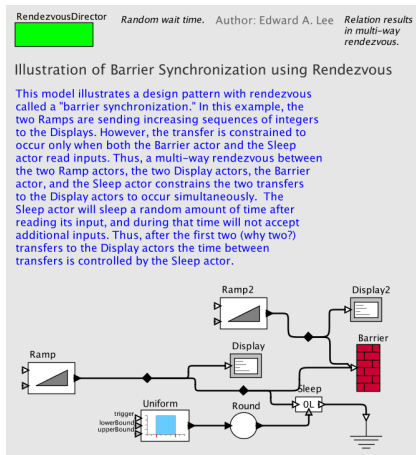 RendezvousDirector
Random wait time.
Author: Edward A. Lee
Relation results
in multi-way
rendezvous.
Illustration of Barrier Synchronization using Rendezvous
This model illustrates a design pattern with rendezvous
called a "barrier synchronization." In this example, the
two Ramps are sending increasing sequences of integers
to the Displays. However, the transfer is constrained to
occur only when both the Barrier actor and the Sleep
actor read inputs. Thus, a multi-way rendezvous between
the two Ramp actors, the two Display actors, the Barrier
actor, and the Sleep actor constrains the two transfers
to the Display actors to occur simultaneously.  The
Sleep actor will sleep a random amount of time after
reading its input, and during that time will not accept
additional inputs. Thus, after the first two (why two?)
transfers to the Display actors the time between
transfers is controlled by the Sleep actor.
Ramp2
Display2
Display
Barrier
Ramp
Sleep
0L
Uniform
Round
trigger
lowerBound
upperBound